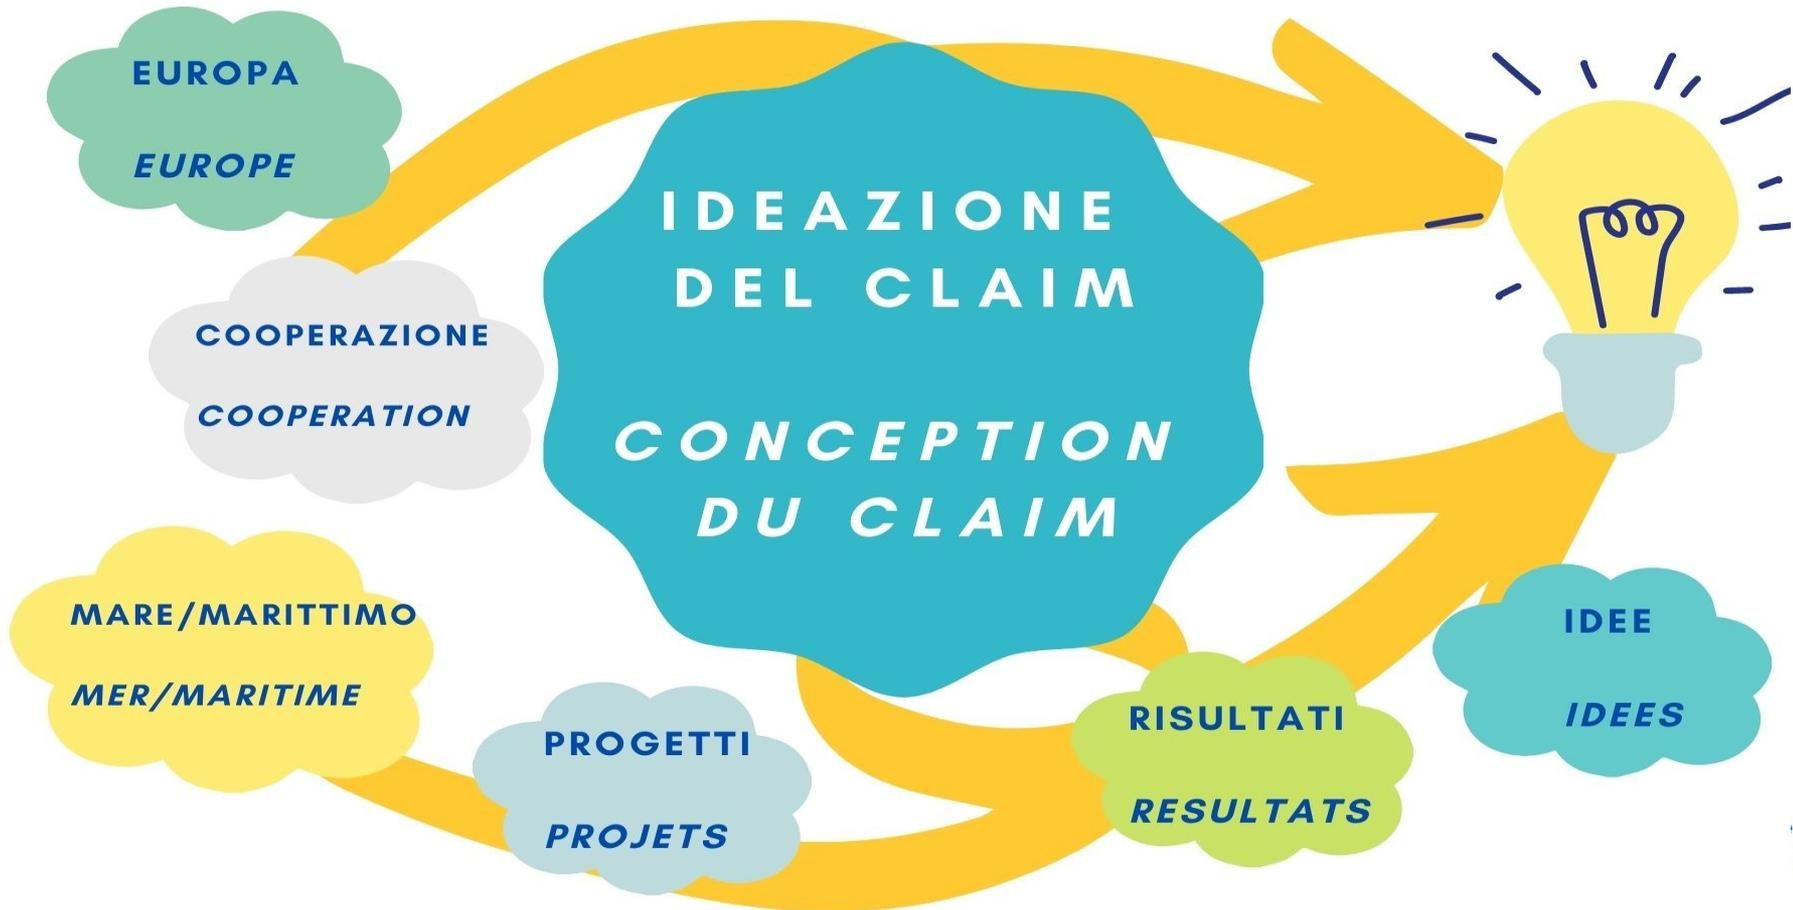 EUROPA
EUROPE
COOPERAZIONE
COOPERATION
IDEAZIONE
DEL CLAIM
CONCEPTION
DU CLAIM
MARE/MARITTIMO
MER/MARITIME
PROGETTI
PROJETS
RISULTATI
RESULTATS
IDEE
IDEES